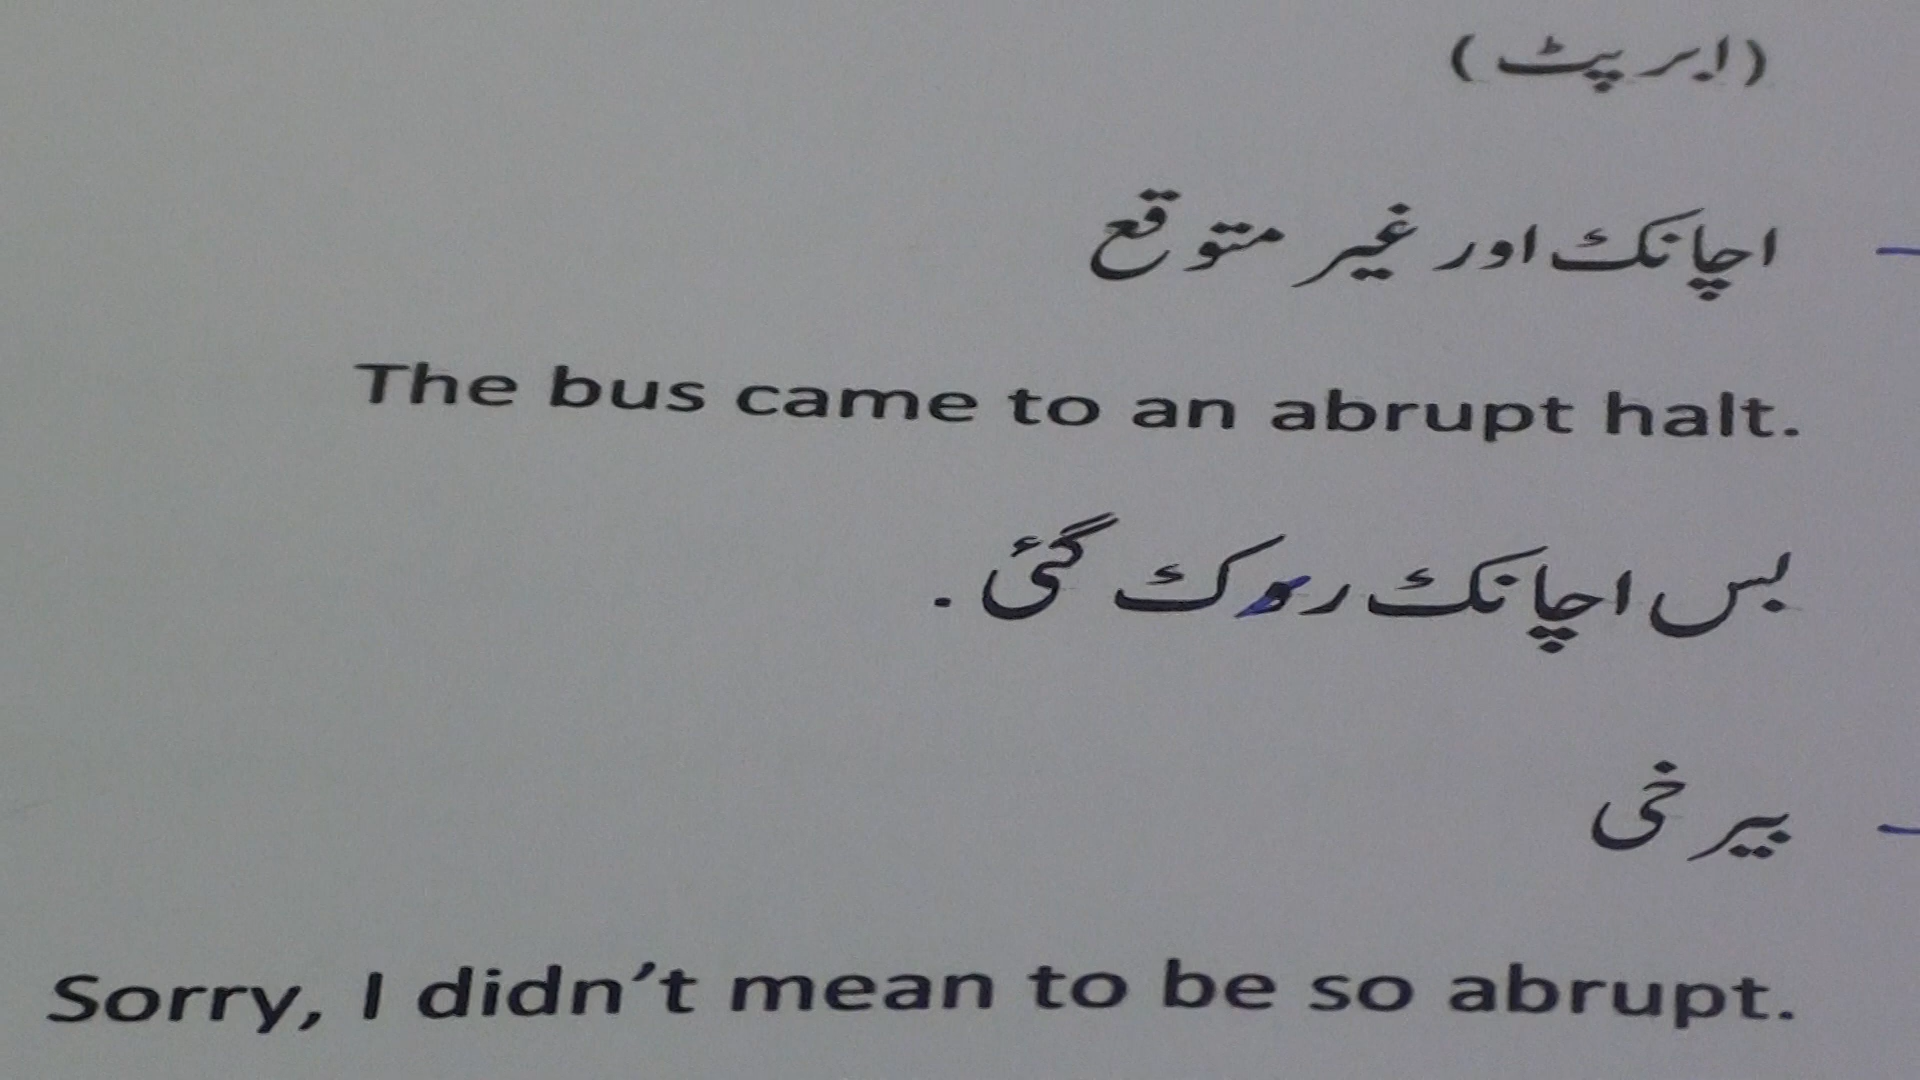 (ابرپٹ)
اچانک اور غیر متوقع
The bus came to an abrupt halt.
بس اچانک روک گئی .
بیرخی
Sorry, I didn't mean to be so abrupt.